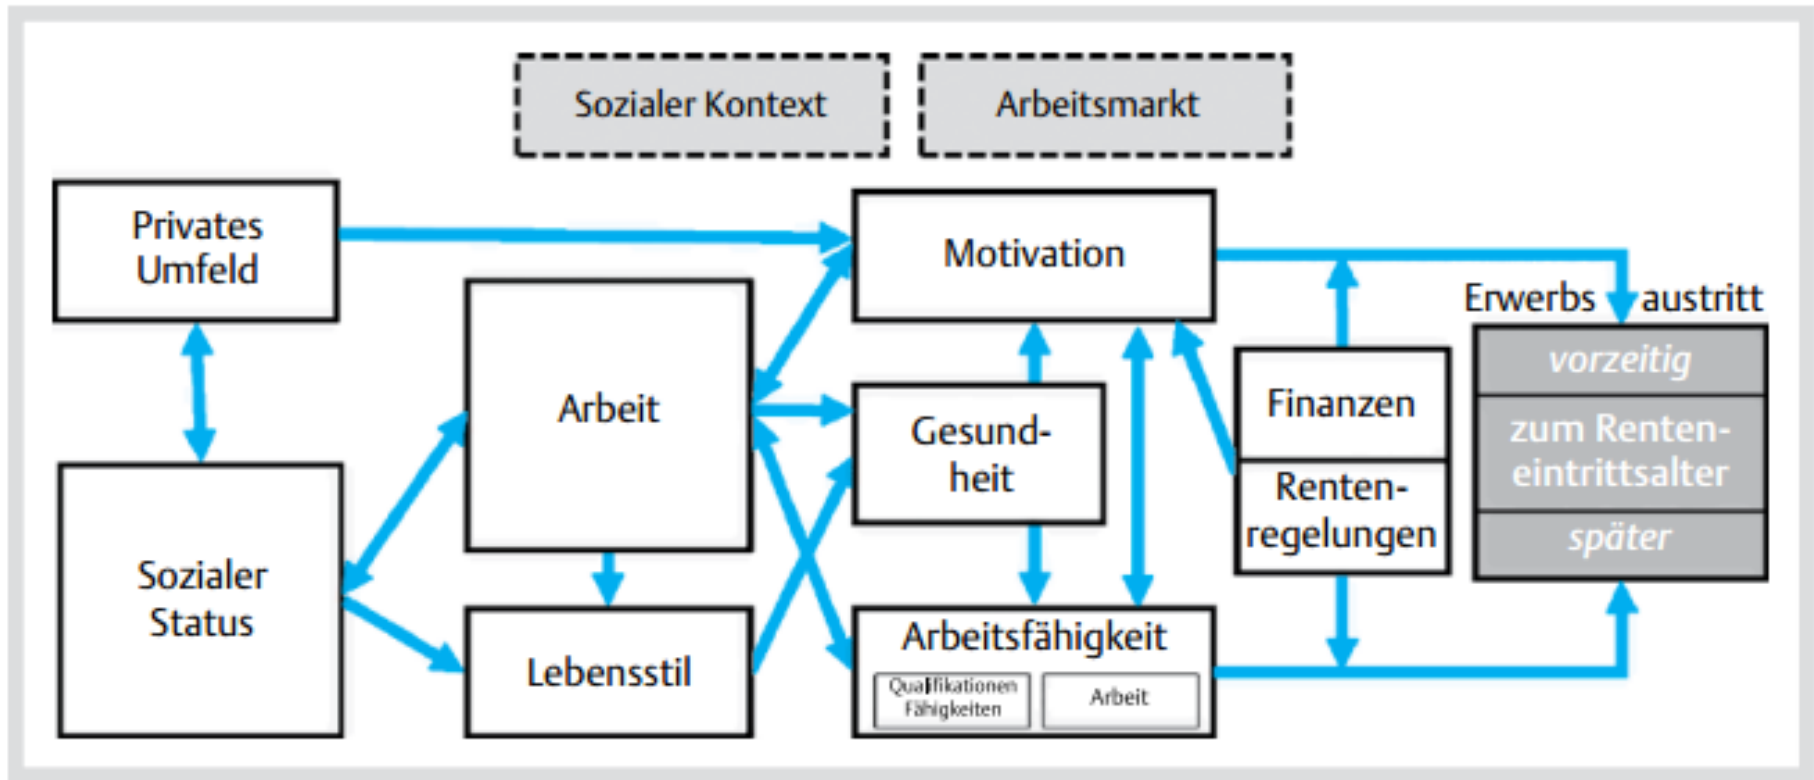 Sozialer Kontext
Arbeitsmarkt
Privates
Umfeld
Motivation
Erwerbs austritt
vorzeitig
zum Renten-
eintrittsalter
später
Arbeit
Finanzen
Renten-
regelungen
Gesund-
heit
Sozialer
Status
Lebensstil
Arbeitsfähigkeit
Qualifikationen
Fähigkeiten
Arbeit